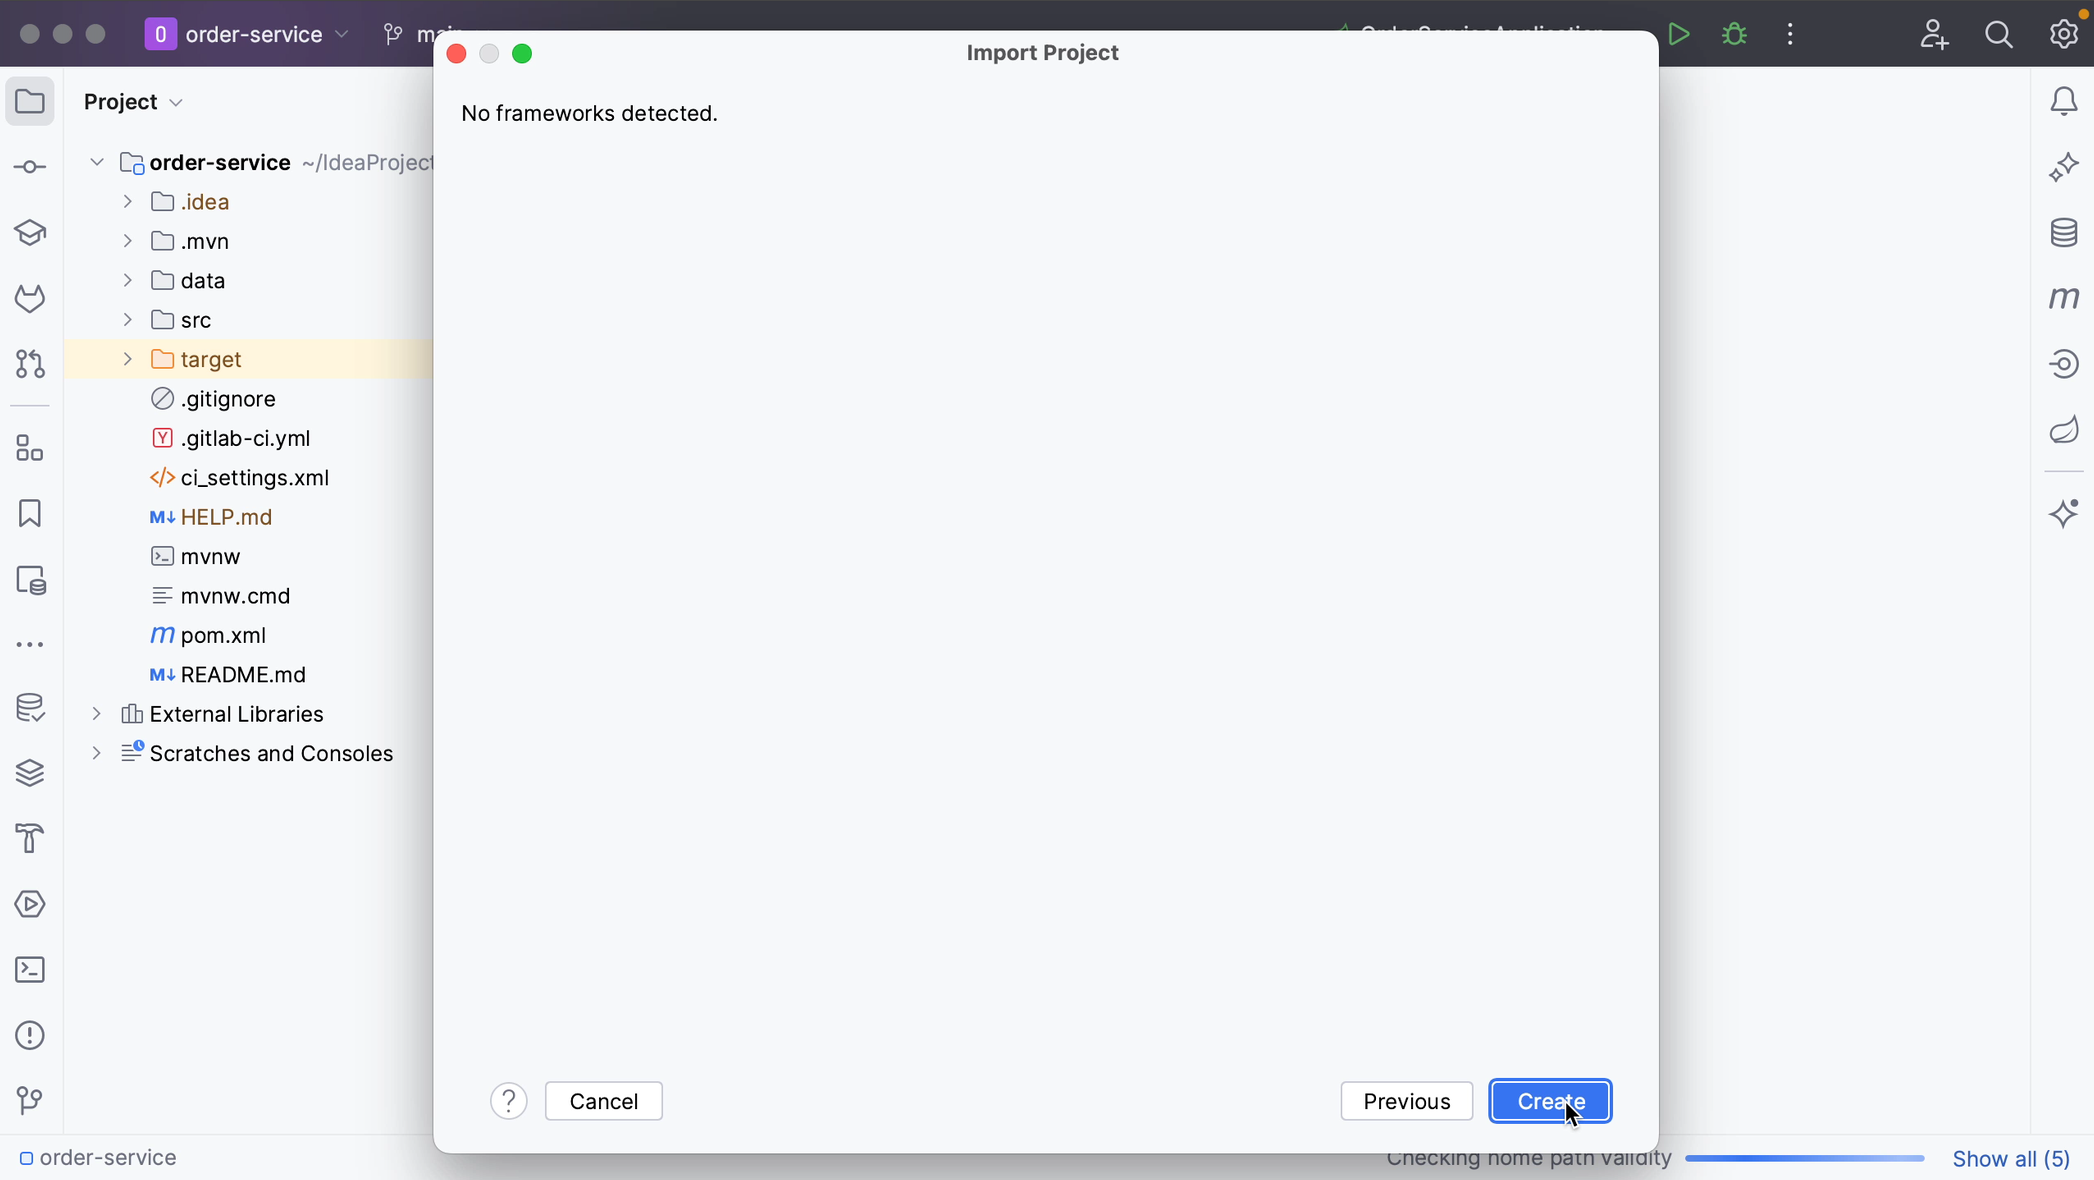 O order-service
Import Project
Project
No frameworks detected.
order-service ~/IdeaProject
.idea
.mvn
data
src
target
.gitignore
Y .gitlab-ci.yml
</> ci_settings.xml
M↓ HELP.md
mvnw
mvnw.cmd
m pom.xml
M↓ README.md
External Libraries
Scratches and Consoles
? Cancel
Previous
Create
order-service
Checking home path validity
Show all (5)